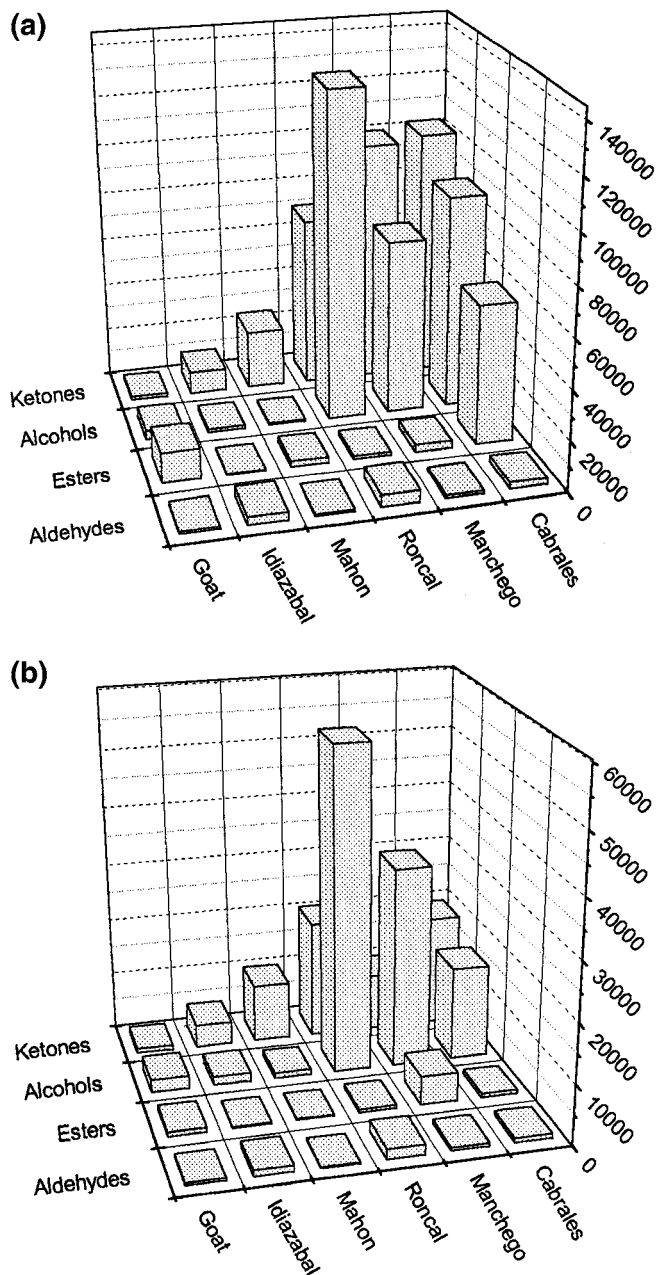 (a)
140000
120000
100000
80000
60000
40000
20000
0
Ketones
Alcohols
Esters
Aldehydes
Goat
Idiazabal
Mahon
Roncal
Manchego
Cabrales
(b)
60000
50000
40000
30000
20000
10000
0
Ketones
Alcohols
Esters
Aldehydes
Goat
Idiazabal
Mahon
Roncal
Manchego
Cabrales